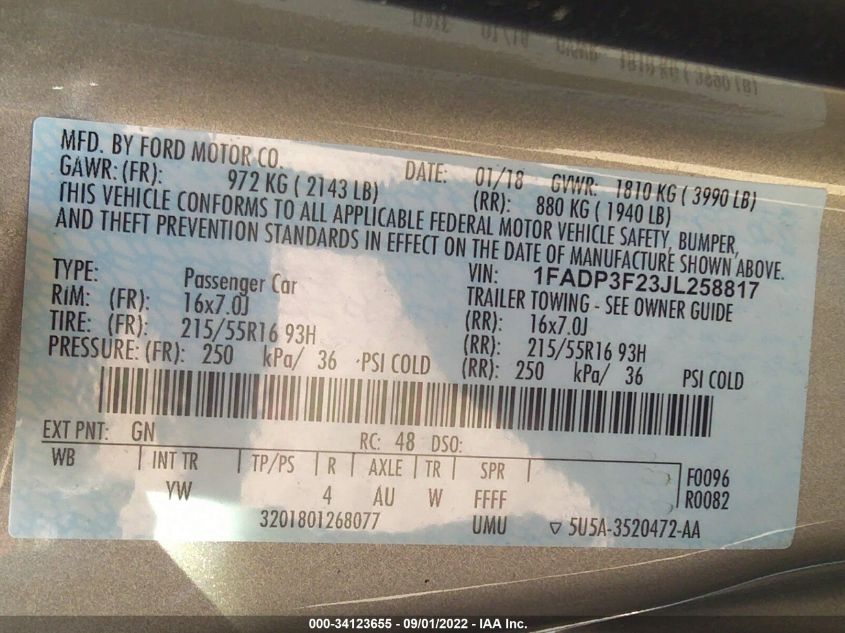 MFD. BY FORD MOTOR CO.
DATE: 01/18 GVWR: 1810 KG ( 3990 LB)
GAWR: (FR): 972 KG ( 2143 LB) (RR): 880 KG ( 1940 LB)
THIS VEHICLE CONFORMS TO ALL APPLICABLE FEDERAL MOTOR VEHICLE SAFETY, BUMPER,
AND THEFT PREVENTION STANDARDS IN EFFECT ON THE DATE OF MANUFACTURE SHOWN ABOVE.
VIN: 1FADP3F23JL258817
TYPE: Passenger Car TRAILER TOWING - SEE OWNER GUIDE
RIM: (FR): 16x7.0J (RR): 16x7.0J
TIRE: (FR): 215/55R16 93H (RR): 215/55R16 93H
PRESSURE: (FR): 250 kPa/ 36 PSI COLD (RR): 250 kPa/ 36 PSI COLD
EXT PNT: GN RC: 48 DSO:
WB INT TR TP/PS R AXLE TR SPR F0096
YW 4 AU W FFFF R0082
3201801268077 UMU ▽ 5U5A-3520472-AA
000-34123655 - 09/01/2022 - IAA Inc.